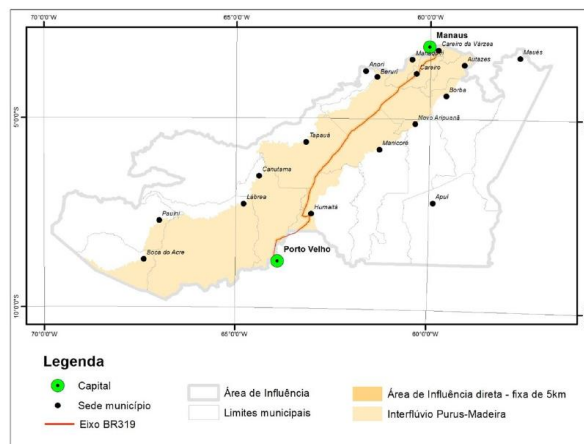 70°0'0"W 65°0'0"W 60°0'0"W
Manaus
Careiro da Várzea
Anori
Beruri
Careiro
Autazes
Maués
Borba
5°0'0"S
Novo Aripuanã
Tapauá
Manicoré
Canutama
Lábrea
Apuí
Pauini
Humaitá
Porto Velho
Boca do Acre
10°0'0"S
70°0'0"W 65°0'0"W 60°0'0"W
Legenda
Capital
Sede município
Eixo BR319
Área de Influência
Limites municipais
Área de Influência direta - fixa de 5km
Interflúvio Purus-Madeira